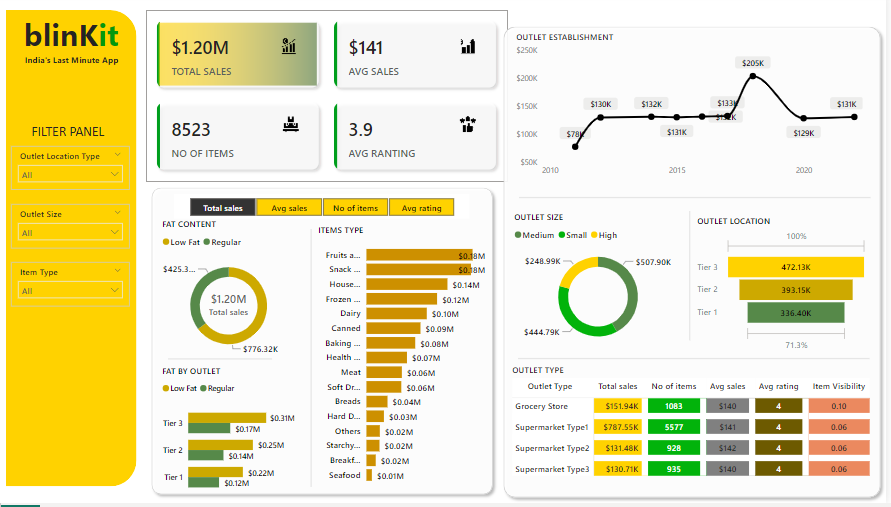 blinKit
India's Last Minute App
FILTER PANEL
Outlet Location Type
All
Outlet Size
All
Item Type
All
$1.20M
TOTAL SALES
$141
AVG SALES
8523
NO OF ITEMS
3.9
AVG RANTING
Total sales Avg sales No of items Avg rating
FAT CONTENT
Low Fat Regular
$425.3...
$1.20M
Total sales
$776.32K
FAT BY OUTLET
Low Fat Regular
Tier 3 $0.31M
$0.17M
Tier 2 $0.25M
$0.14M
Tier 1 $0.22M
$0.12M
ITEMS TYPE
Fruits a... $0.18M
Snack ... $0.18M
House... $0.14M
Frozen ... $0.12M
Dairy $0.10M
Canned $0.09M
Baking ... $0.08M
Health ... $0.07M
Meat $0.06M
Soft Dr... $0.06M
Breads $0.04M
Hard D... $0.03M
Others $0.02M
Starchy... $0.02M
Breakf... $0.02M
Seafood $0.01M
OUTLET ESTABLISHMENT
$250K
$200K
$150K
$100K
$50K
$78K $130K $132K $131K $133K $205K $129K $131K
2010 2015 2020
OUTLET SIZE
Medium Small High
$248.99K
$507.90K
$444.79K
OUTLET LOCATION
100%
Tier 3 472.13K
Tier 2 393.15K
Tier 1 336.40K
71.3%
OUTLET TYPE
Outlet Type Total sales No of items Avg sales Avg rating Item Visibility
Grocery Store $151.94K 1083 $140 4 0.10
Supermarket Type1 $787.55K 5577 $141 4 0.06
Supermarket Type2 $131.48K 928 $142 4 0.06
Supermarket Type3 $130.71K 935 $140 4 0.06